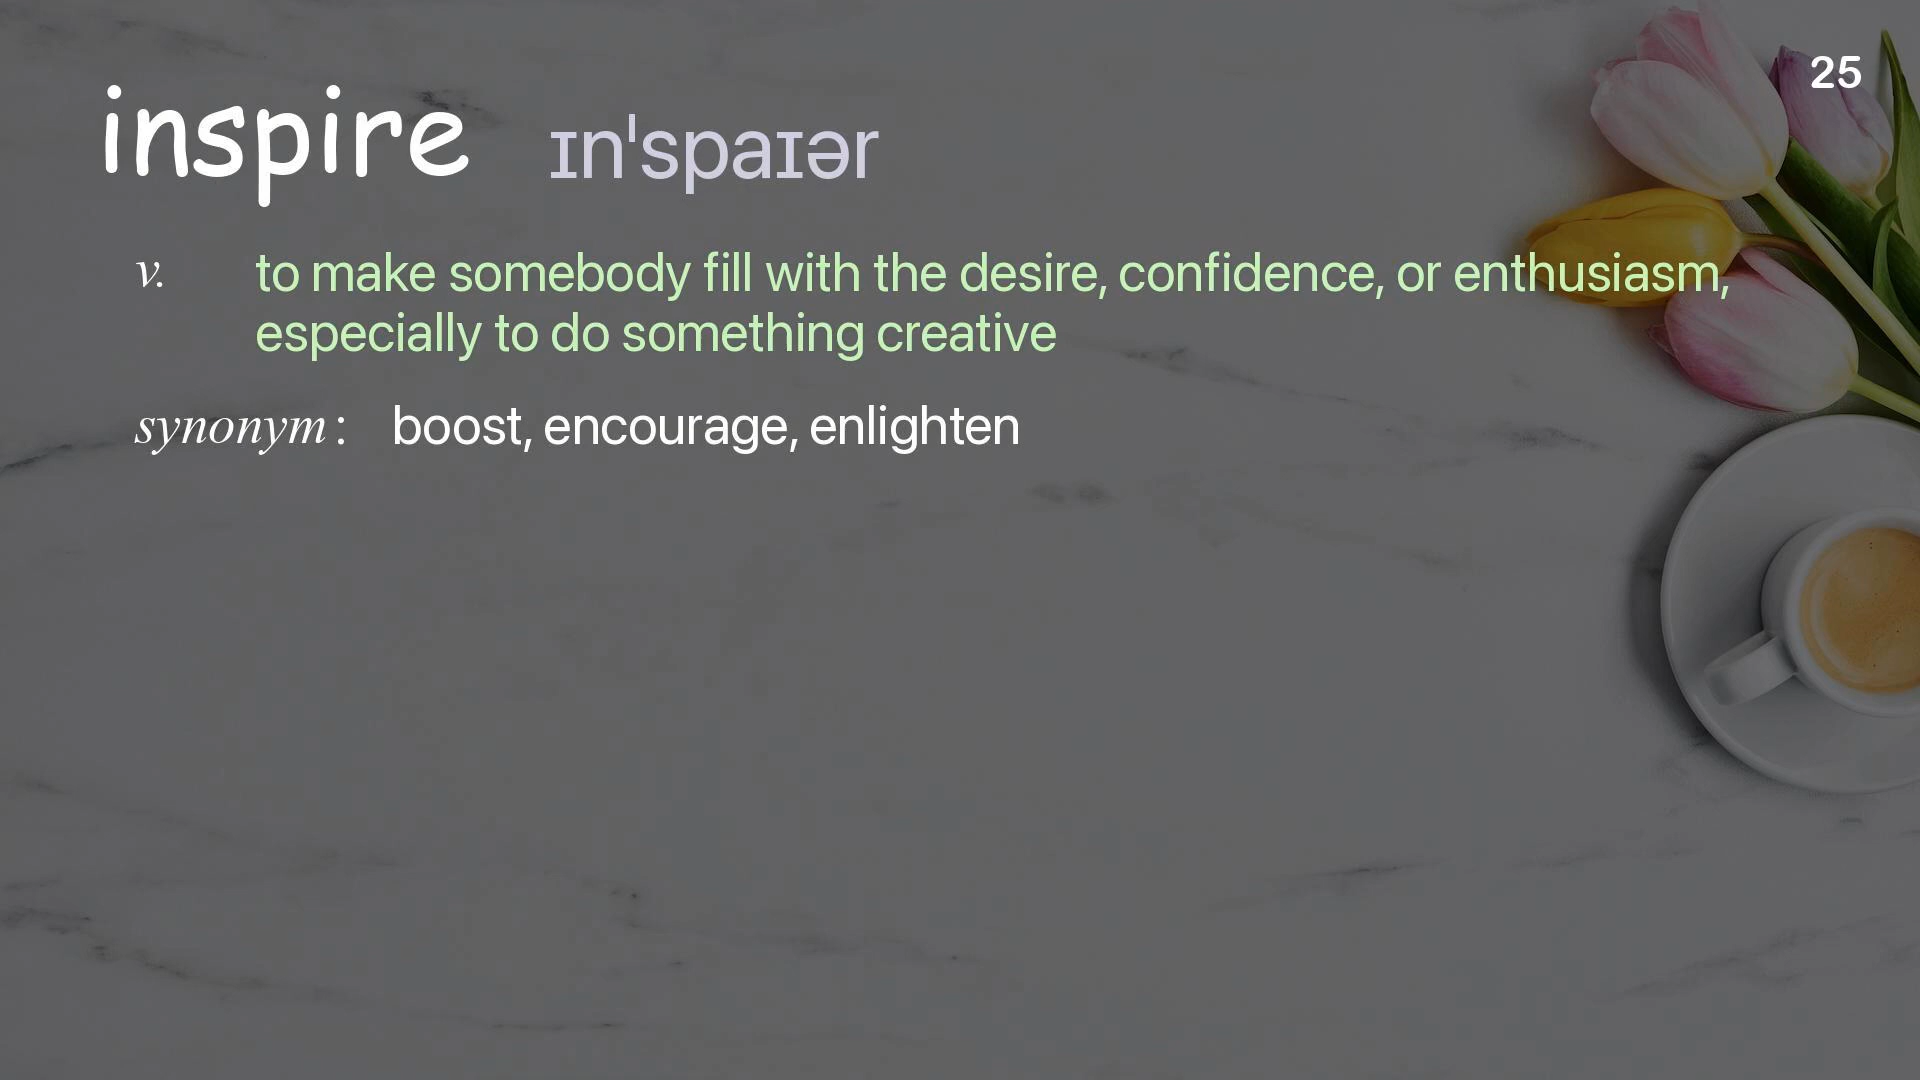 25
inspire ɪnˈspaɪər
v. to make somebody fill with the desire, confidence, or enthusiasm,
especially to do something creative
synonym : boost, encourage, enlighten